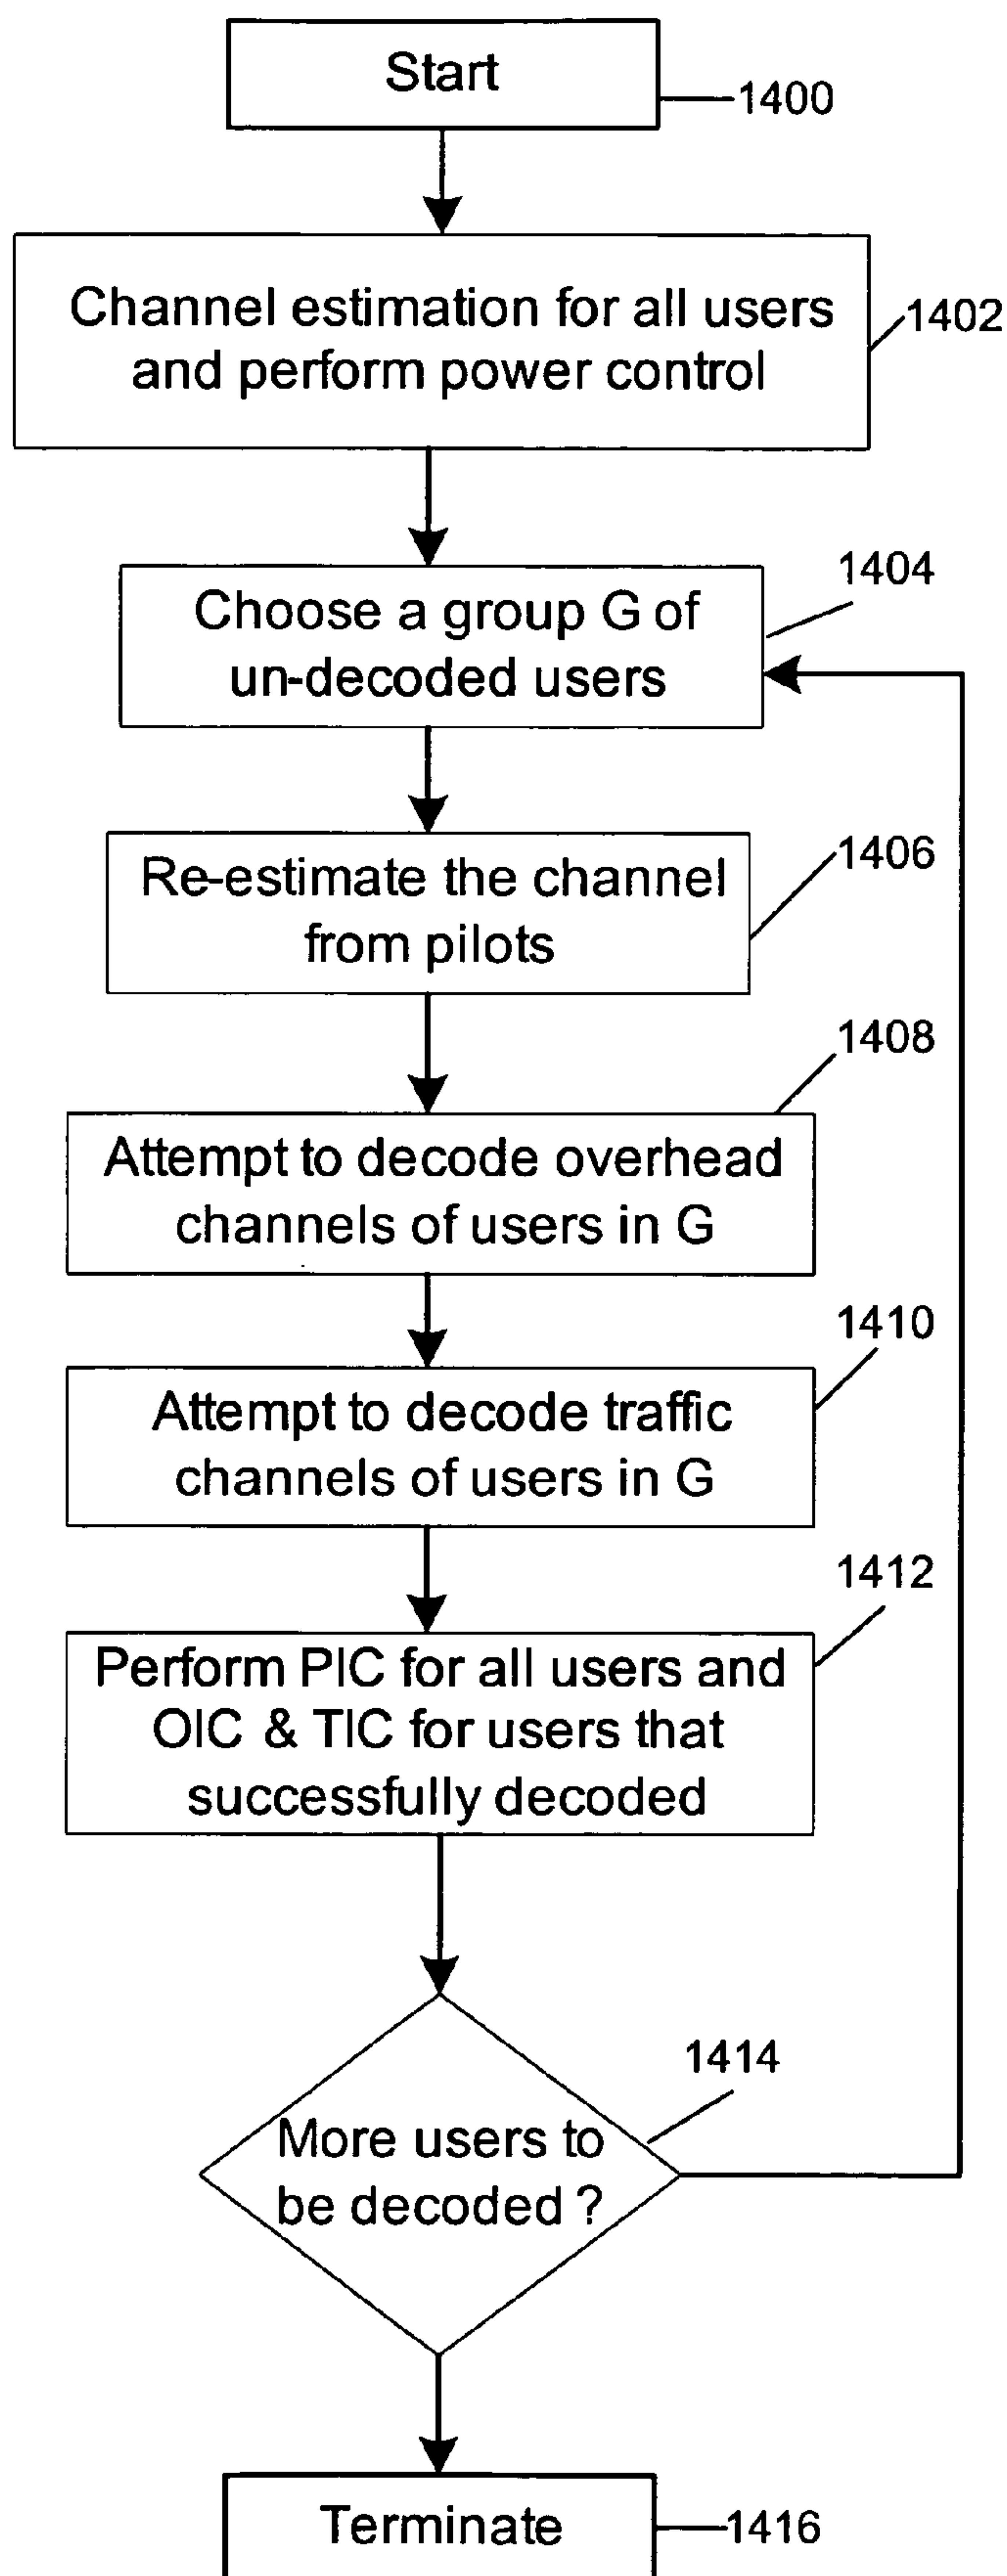 Start
1400
Channel estimation for all users
and perform power control
1402
1404
Choose a group G of
un-decoded users
1406
Re-estimate the channel
from pilots
1408
Attempt to decode overhead
channels of users in G
1410
Attempt to decode traffic
channels of users in G
1412
Perform PIC for all users and
OIC & TIC for users that
successfully decoded
1414
More users to
be decoded ?
Terminate
1416